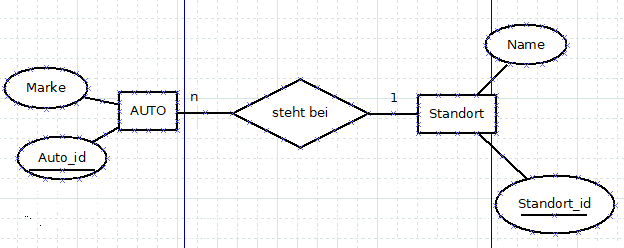 Name
Marke
AUTO
n
steht bei
1
Standort
Auto_id
Standort_id